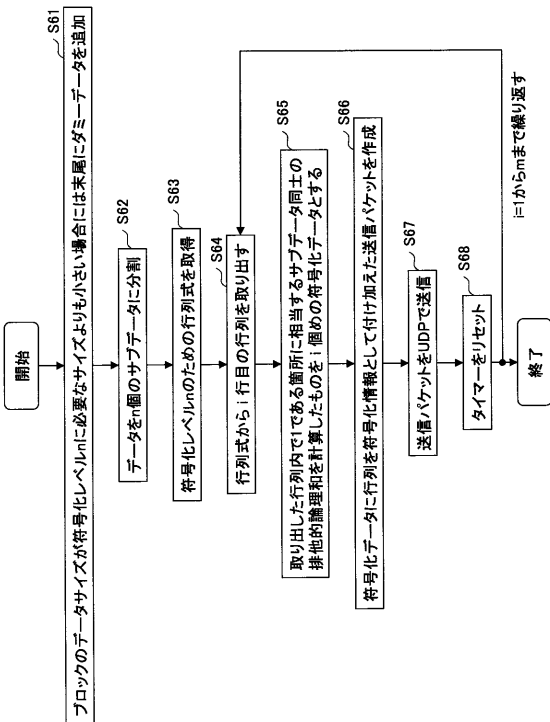 開始
S61
ブロックのデータサイズが符号化レベルnに必要なサイズよりも小さい場合には末尾にダミーデータを追加
S62
データをn個のサブデータに分割
S63
符号化レベルnのための行列式を取得
S64
行列式からi行目の行列を取り出す
S65
取り出した行列内で1である箇所に相当するサブデータ同士の
排他的論理和を計算したものをi個めの符号化データとする
S66
符号化データに行列を符号化情報として付け加えた送信パケットを作成
S67
送信パケットをUDPで送信
S68
タイマーをリセット
i=1からmまで繰り返す
終了